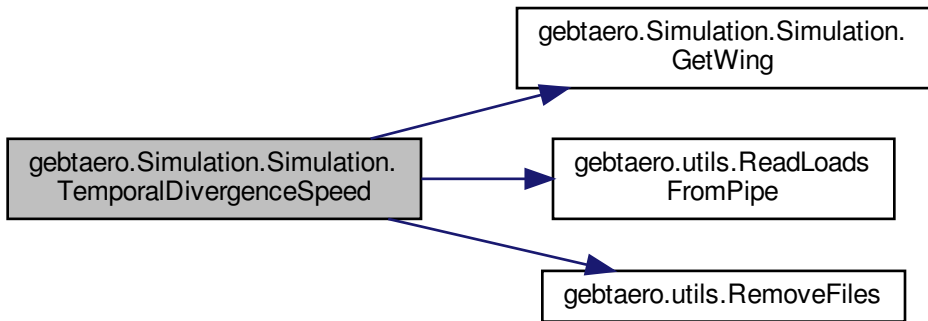 gebtaero.Simulation.Simulation.
GetWing
gebtaero.Simulation.Simulation.
TemporalDivergenceSpeed
gebtaero.utils.ReadLoads
FromPipe
gebtaero.utils.RemoveFiles